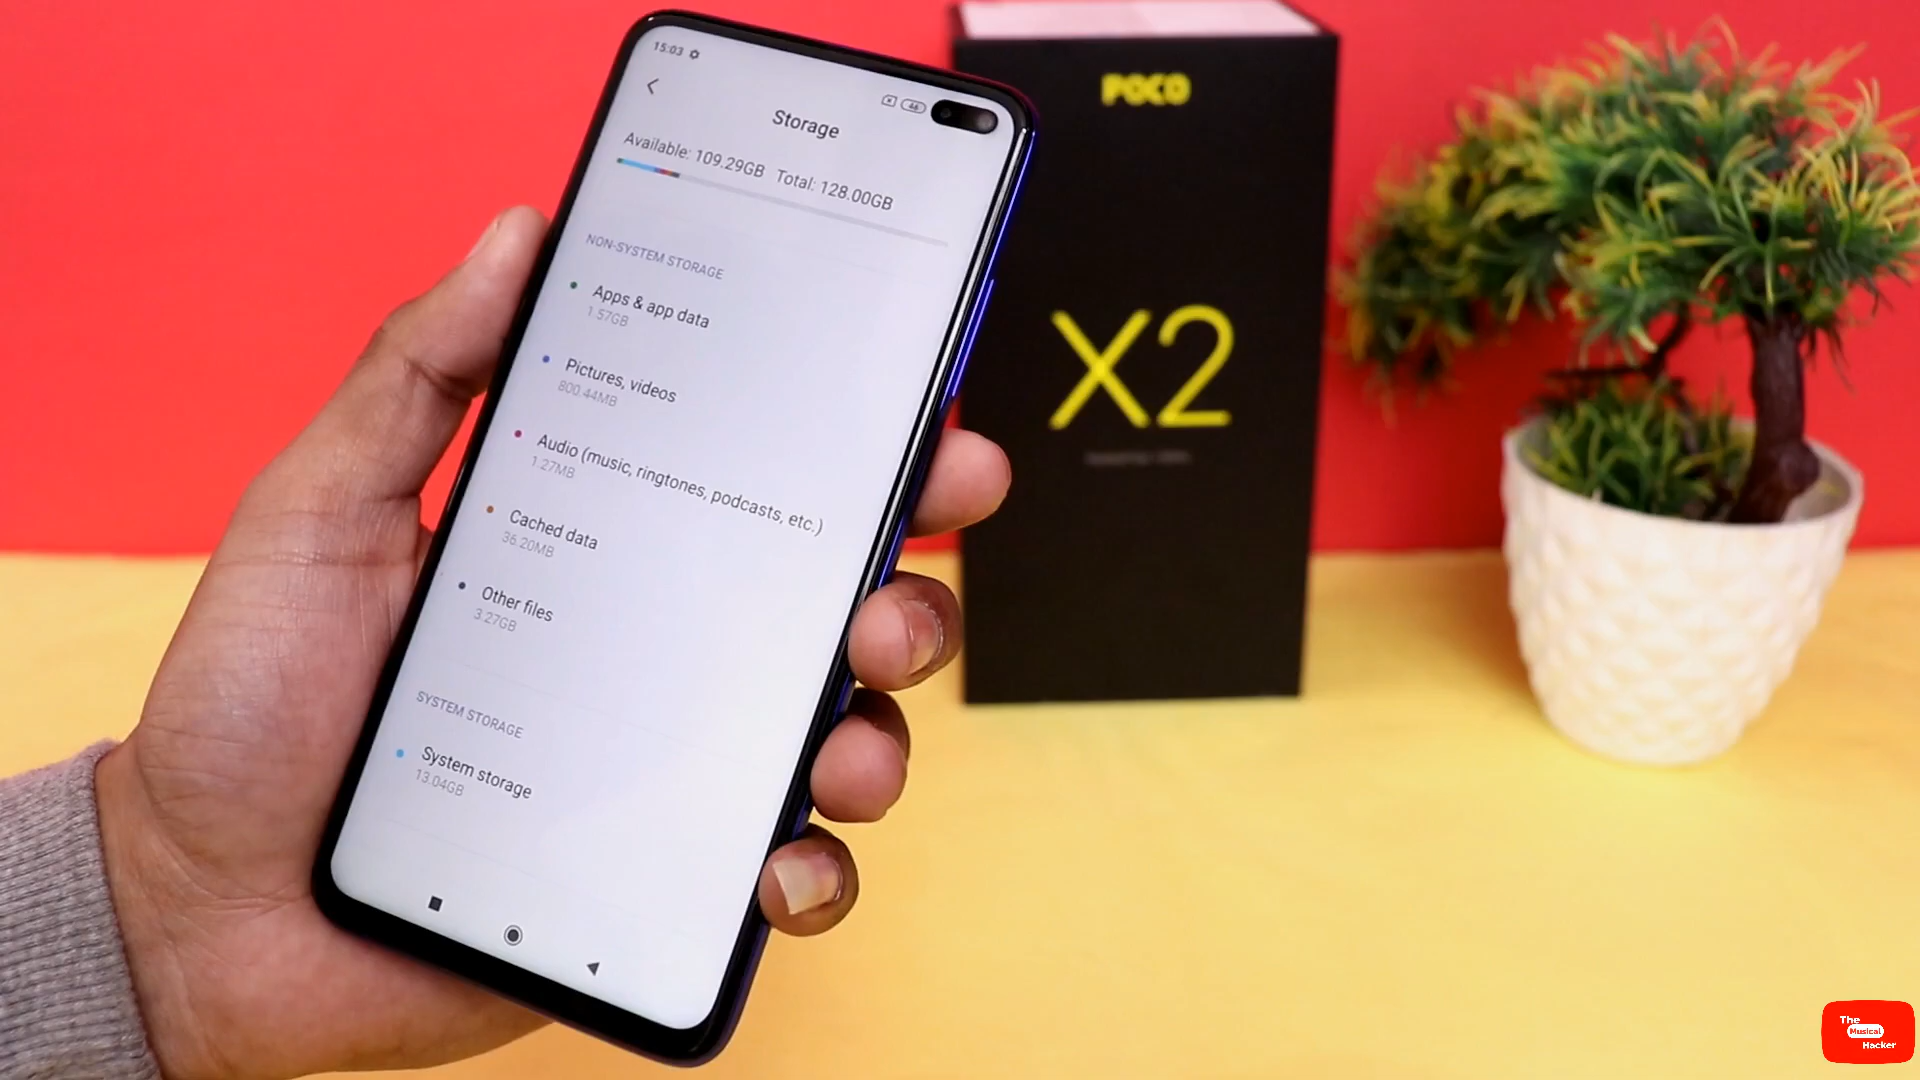 15:03
46
Storage
Available: 109.29GB Total: 128.00GB
NON-SYSTEM STORAGE
Apps & app data
1.57GB
Pictures, videos
800.44MB
Audio (music, ringtones, podcasts, etc.)
1.27MB
Cached data
36.20MB
Other files
3.27GB
SYSTEM STORAGE
System storage
13.04GB
POCO
X2
The
Musical
Hacker